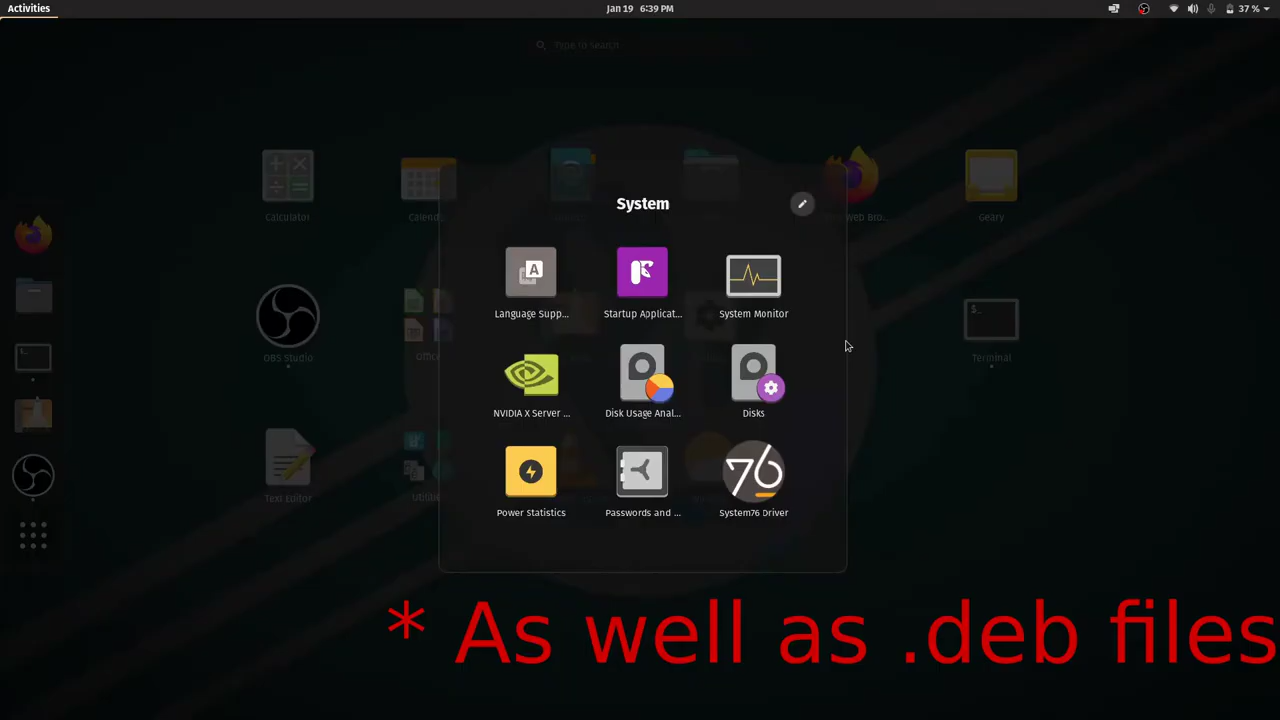 Activities
Jan 19 6:39 PM
37 %
Type to search
System
Calculator
Calend...
Web Bro...
Geary
Language Supp...
Startup Applicat...
System Monitor
OBS Studio
Offic
Terminal
NVIDIA X Server ...
Disk Usage Anal...
Disks
Text Editor
Utilit
Power Statistics
Passwords and ...
System76 Driver
* As well as .deb files